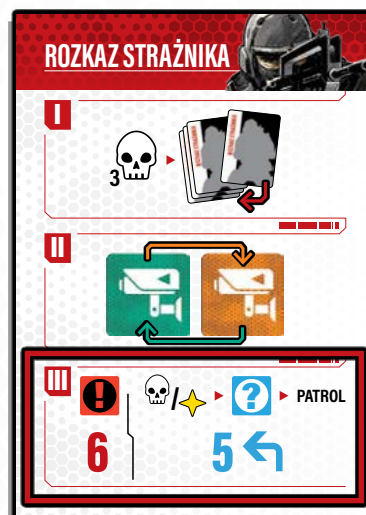 ROZKAZ STRAŻNIKA
I
3
II
III
! / ? PATROL
6 5